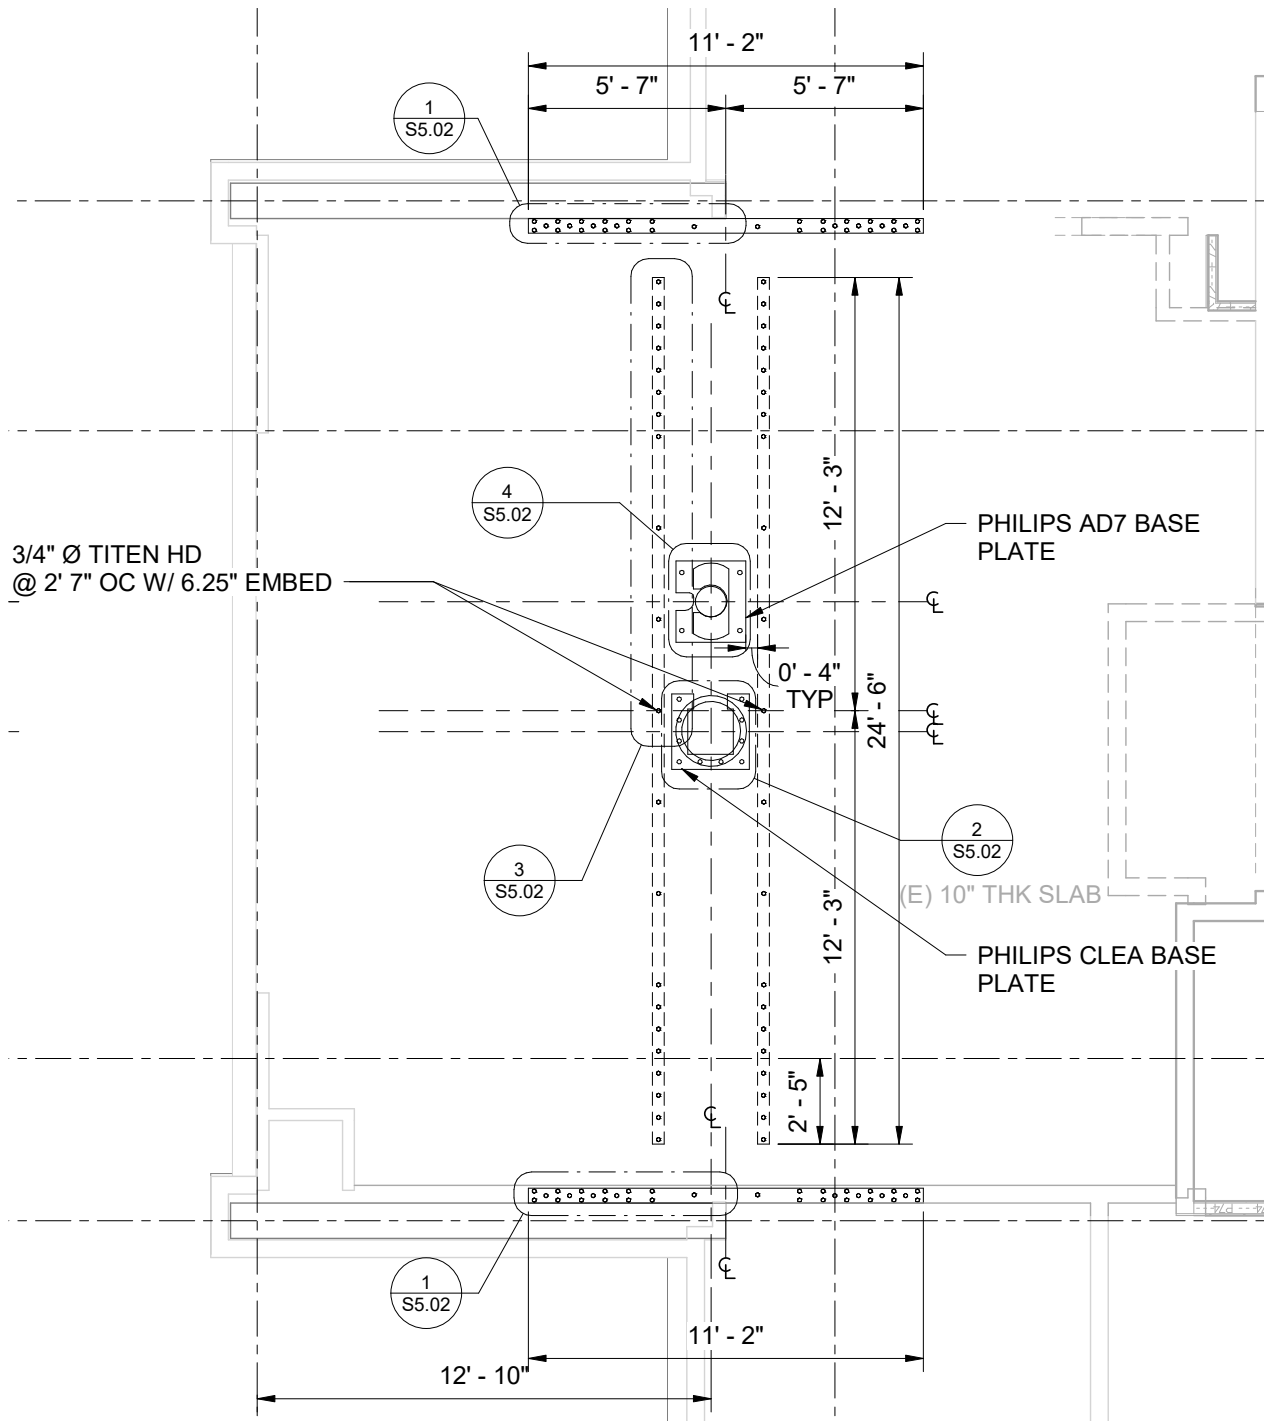 11' - 2"
5' - 7"
5' - 7"
1
S5.02
℄
12' - 3"
4
S5.02
PHILIPS AD7 BASE
PLATE
3/4" Ø TITEN HD
@ 2' 7" OC W/ 6.25" EMBED
℄
0' - 4"
TYP
24' - 6"
℄
℄
2
S5.02
3
S5.02
(E) 10" THK SLAB
12' - 3"
PHILIPS CLEA BASE
PLATE
2' - 5"
℄
P74
℄
1
S5.02
11' - 2"
12' - 10"